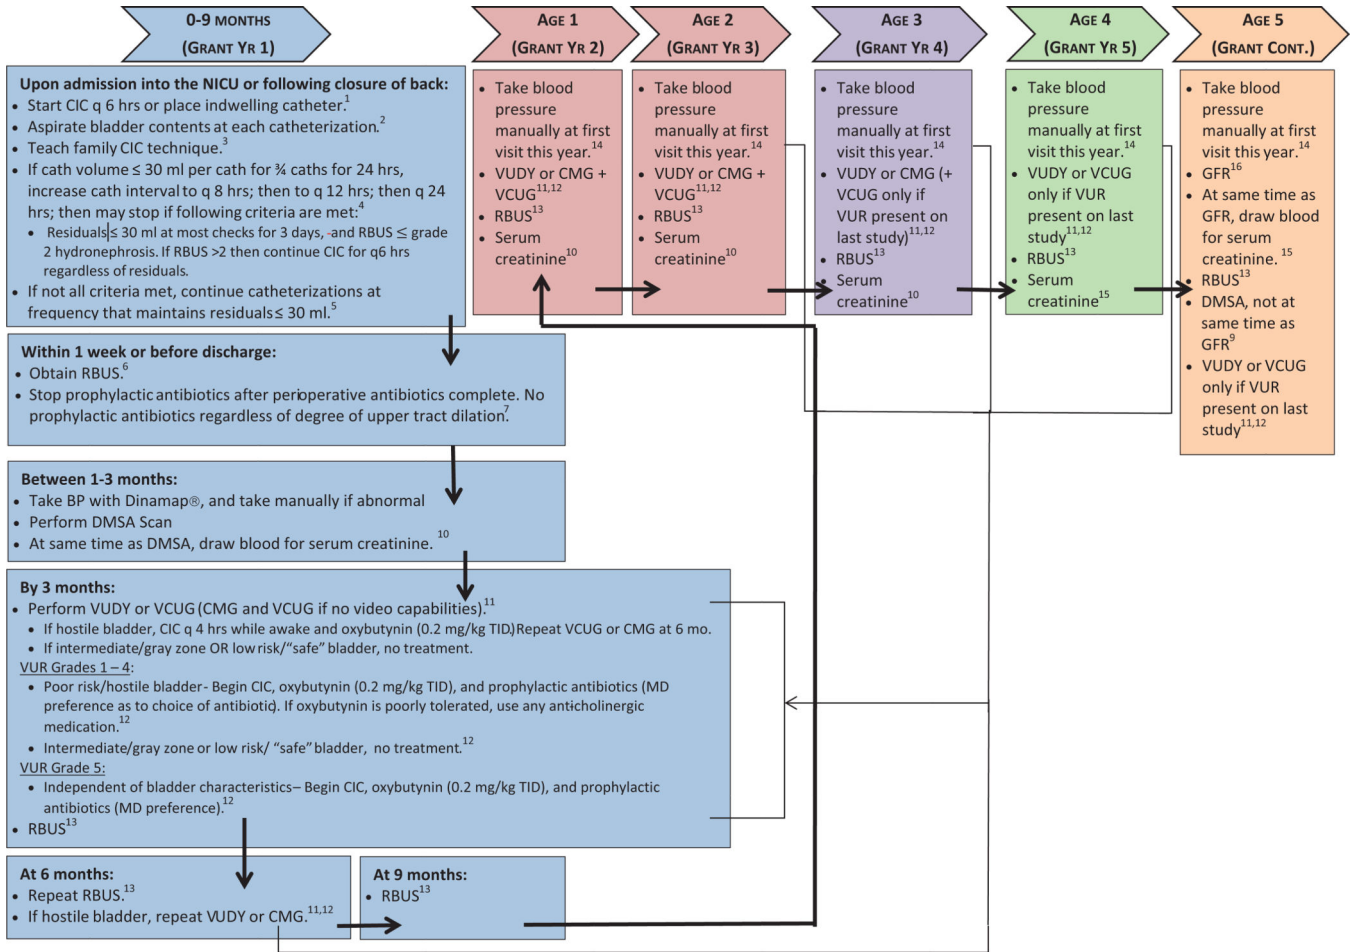 0-9 MONTHS
(GRANT YR 1)
AGE 1
(GRANT YR 2)
AGE 2
(GRANT YR 3)
AGE 3
(GRANT YR 4)
AGE 4
(GRANT YR 5)
AGE 5
(GRANT CONT.)
Upon admission into the NICU or following closure of back:
• Start CIC q 6 hrs or place indwelling catheter.1
• Aspirate bladder contents at each catheterization.2
• Teach family CIC technique.3
• If cath volume ≤ 30 ml per cath for ¾ caths for 24 hrs,
increase cath interval to q 8 hrs; then to q 12 hrs; then q 24
hrs; then may stop if following criteria are met:4
• Residuals ≤ 30 ml at most checks for 3 days, -and RBUS ≤ grade
2 hydronephrosis. If RBUS >2 then continue CIC for q6 hrs
regardless of residuals.
• If not all criteria met, continue catheterizations at
frequency that maintains residuals ≤ 30 ml.5
Within 1 week or before discharge:
• Obtain RBUS.6
• Stop prophylactic antibiotics after perioperative antibiotics complete. No
prophylactic antibiotics regardless of degree of upper tract dilation.7
Between 1-3 months:
• Take BP with Dinamap®, and take manually if abnormal
• Perform DMSA Scan
• At same time as DMSA, draw blood for serum creatinine. 10
By 3 months:
• Perform VUDY or VCUG (CMG and VCUG if no video capabilities).11
• If hostile bladder, CIC q 4 hrs while awake and oxybutynin (0.2 mg/kg TID). Repeat VCUG or CMG at 6 mo.
• If intermediate/gray zone OR low risk/“safe” bladder, no treatment.
VUR Grades 1 – 4:
• Poor risk/hostile bladder - Begin CIC, oxybutynin (0.2 mg/kg TID), and prophylactic antibiotics (MD
preference as to choice of antibiotic). If oxybutynin is poorly tolerated, use any anticholinergic
medication.12
• Intermediate/gray zone or low risk/ “safe” bladder, no treatment.12
VUR Grade 5:
• Independent of bladder characteristics – Begin CIC, oxybutynin (0.2 mg/kg TID), and prophylactic
antibiotics (MD preference).12
• RBUS13
At 6 months:
• Repeat RBUS.13
• If hostile bladder, repeat VUDY or CMG.11,12
At 9 months:
• RBUS13
• Take blood
pressure
manually at first
visit this year.14
• VUDY or CMG +
VCUG11,12
• RBUS13
• Serum
creatinine10
• Take blood
pressure
manually at first
visit this year.14
• VUDY or CMG +
VCUG11,12
• RBUS13
• Serum
creatinine10
• Take blood
pressure
manually at first
visit this year.14
• VUDY or CMG (+
VCUG only if
VUR present on
last study)11,12
• RBUS13
• Serum
creatinine10
• Take blood
pressure
manually at first
visit this year.14
• VUDY or VCUG
only if VUR
present on last
study11,12
• RBUS13
• Serum
creatinine15
• Take blood
pressure
manually at first
visit this year.14
• GFR16
• At same time as
GFR, draw blood
for serum
creatinine. 15
• RBUS13
• DMSA, not at
same time as
GFR9
• VUDY or VCUG
only if VUR
present on last
study11,12